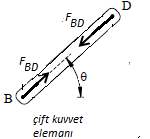 D
F_BD
F_BD
θ
B
çift kuvvet
elemanı